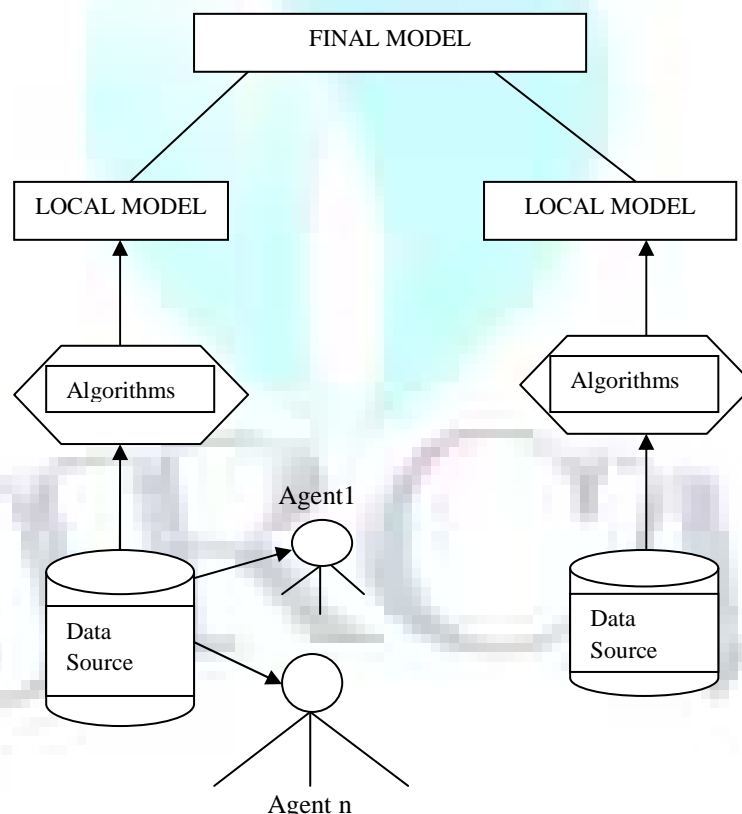 FINAL MODEL
LOCAL MODEL
LOCAL MODEL
Algorithms
Algorithms
Agent1
Data
Source
Data
Source
Agent n